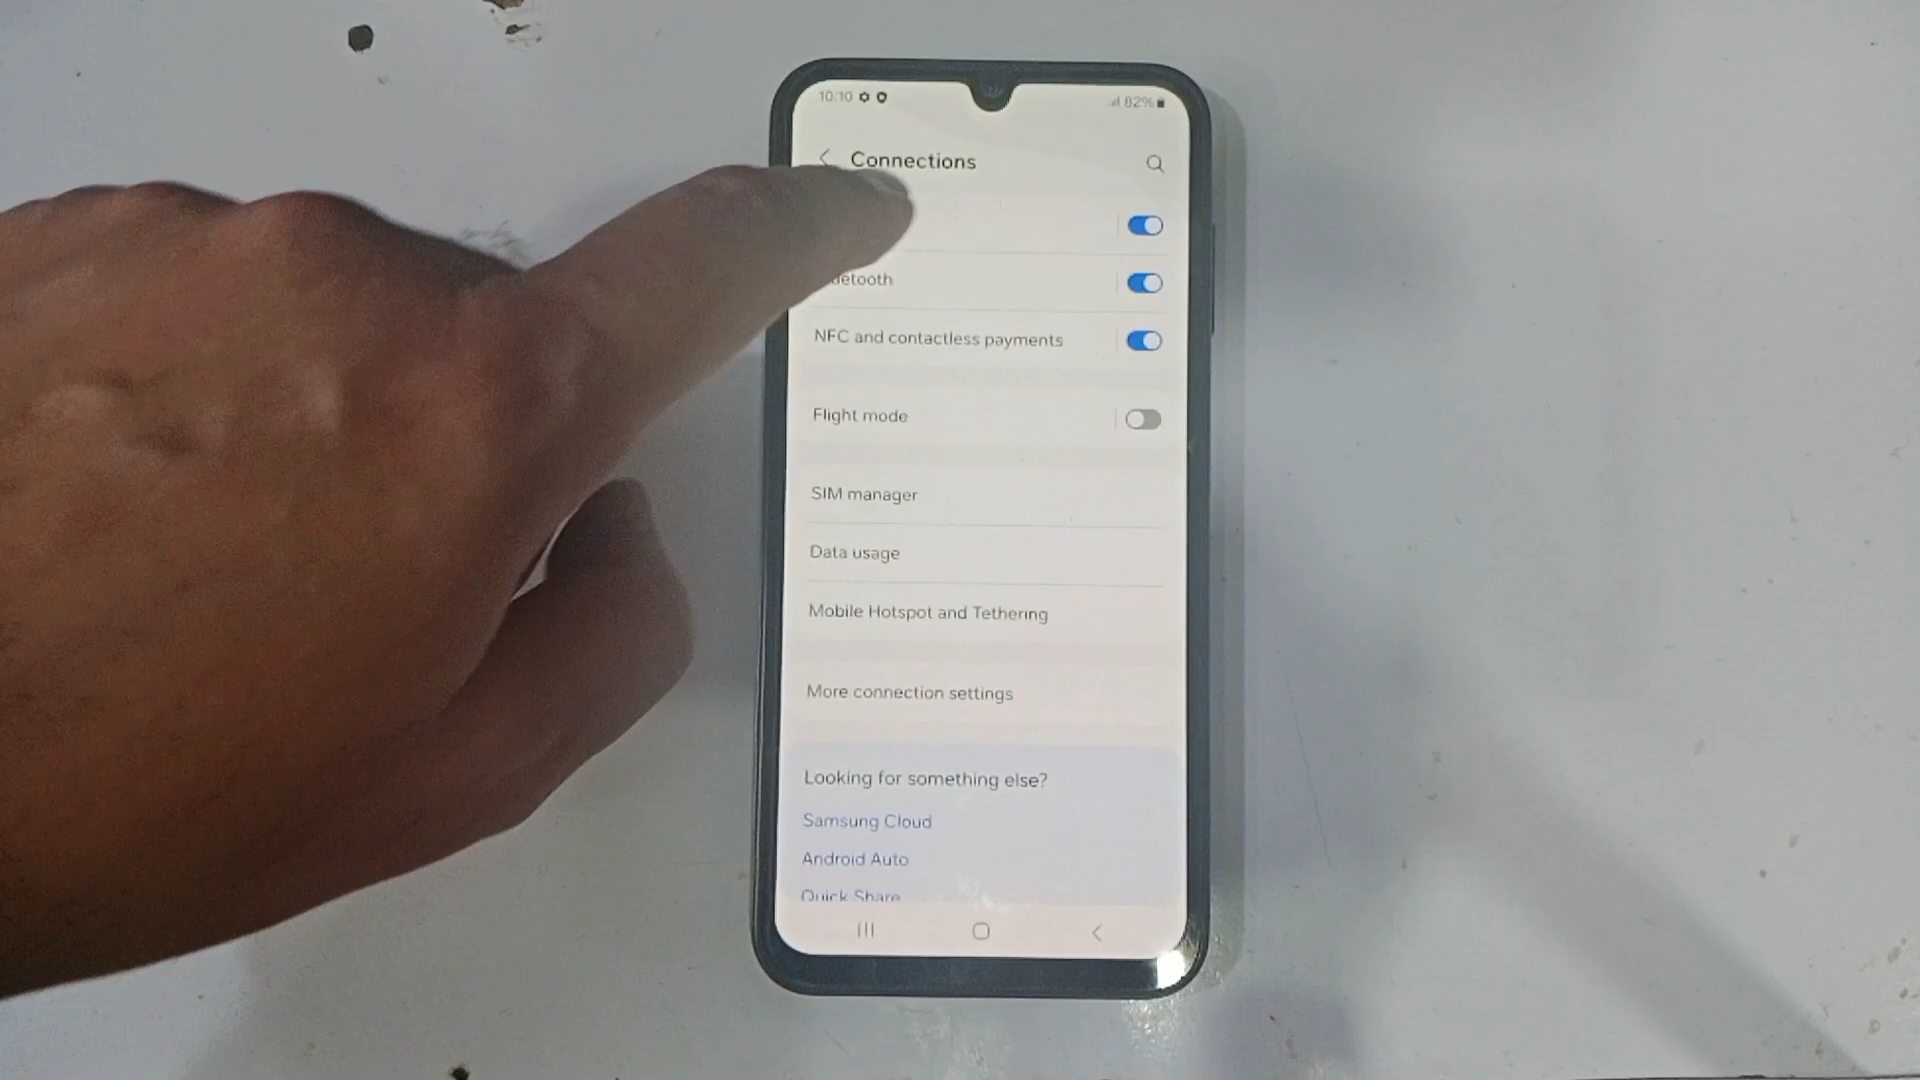 10:10
82%
Connections
etooth
NFC and contactless payments
Flight mode
SIM manager
Data usage
Mobile Hotspot and Tethering
More connection settings
Looking for something else?
Samsung Cloud
Android Auto
Quick Share